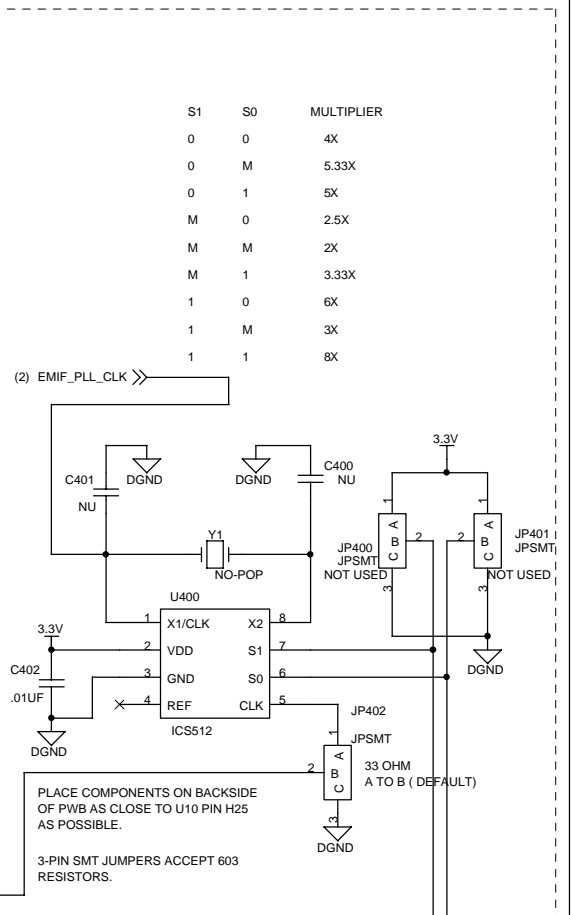 S1 S0 MULTIPLIER
0 0 4X
0 M 5.33X
0 1 5X
M 0 2.5X
M M 2X
M 1 3.33X
1 0 6X
1 M 3X
1 1 8X
(2) EMIF_PLL_CLK
3.3V
C401
NU
DGND
DGND
C400
NU
Y1
NO-POP
1
A
B
C
2
3
JP400
JPSMT
NOT USED
1
A
B
C
2
3
JP401
JPSMT
NOT USED
DGND
U400
1 X1/CLK X2 8
2 VDD S1 7
3 GND S0 6
4 REF CLK 5
ICS512
3.3V
C402
.01UF
DGND
JP402
JPSMT
1
A
B
C
2
3
33 OHM
A TO B ( DEFAULT)
DGND
PLACE COMPONENTS ON BACKSIDE
OF PWB AS CLOSE TO U10 PIN H25
AS POSSIBLE.
3-PIN SMT JUMPERS ACCEPT 603
RESISTORS.